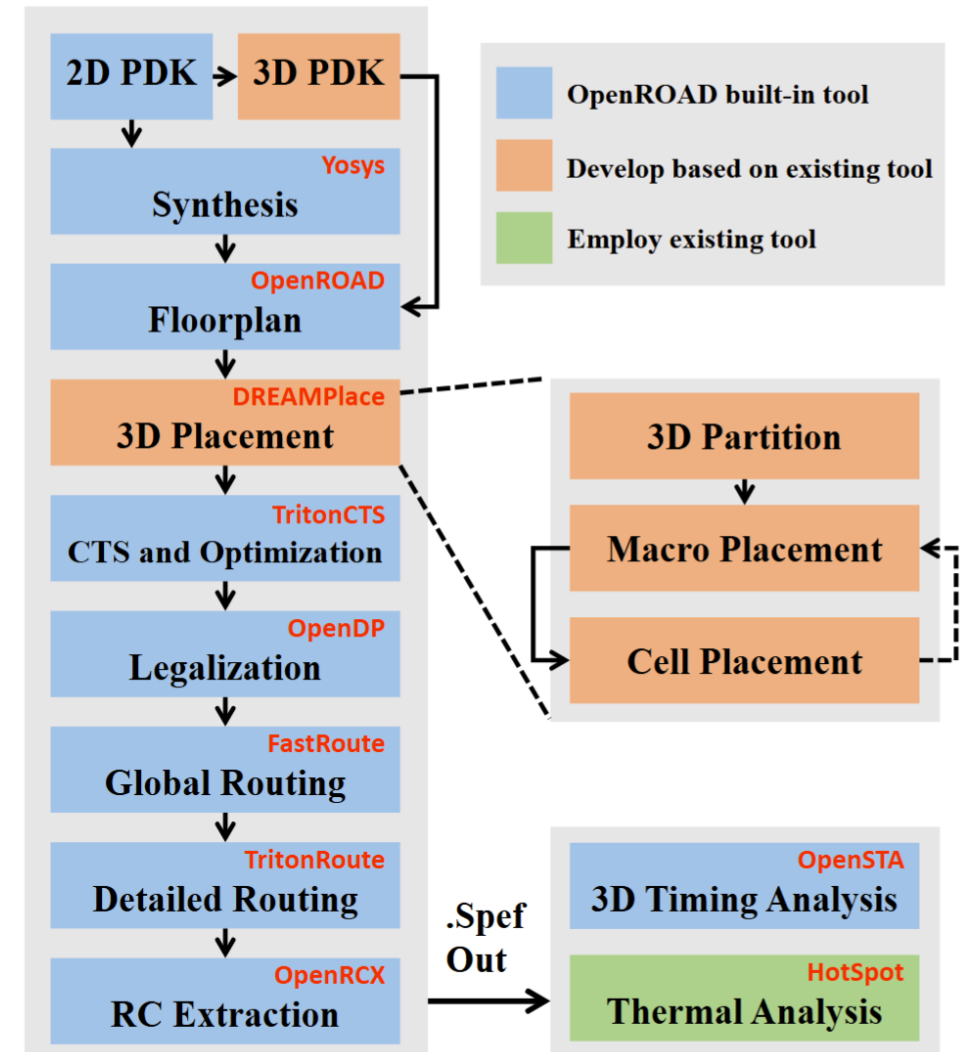 2D PDK
3D PDK
Yosys
Synthesis
OpenROAD
Floorplan
DREAMPlace
3D Placement
TritonCTS
CTS and Optimization
OpenDP
Legalization
FastRoute
Global Routing
TritonRoute
Detailed Routing
OpenRCX
RC Extraction
OpenROAD built-in tool
Develop based on existing tool
Employ existing tool
3D Partition
Macro Placement
Cell Placement
.Spef
Out
OpenSTA
3D Timing Analysis
HotSpot
Thermal Analysis